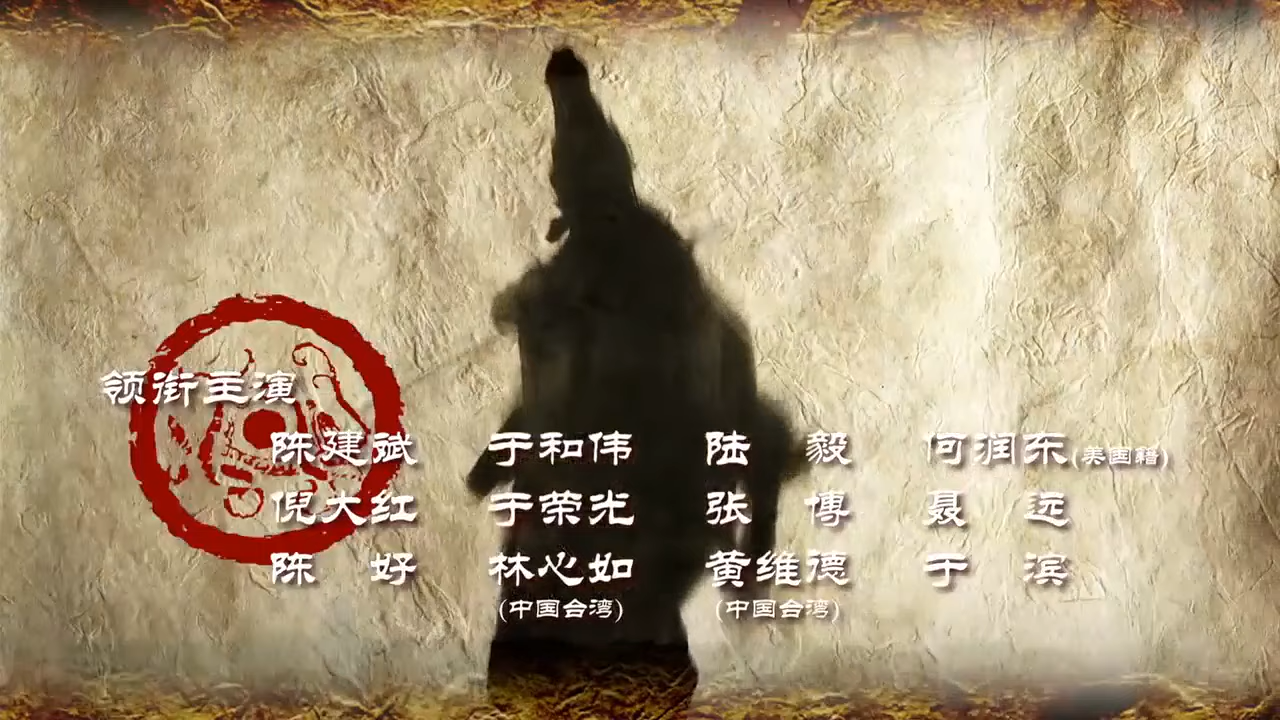 领衔主演
陈建斌 于和伟 陆毅 何润东(美国籍)
倪大红 于荣光 张博 聂远
陈好 林心如 黄维德 于滨
(中国台湾) (中国台湾)